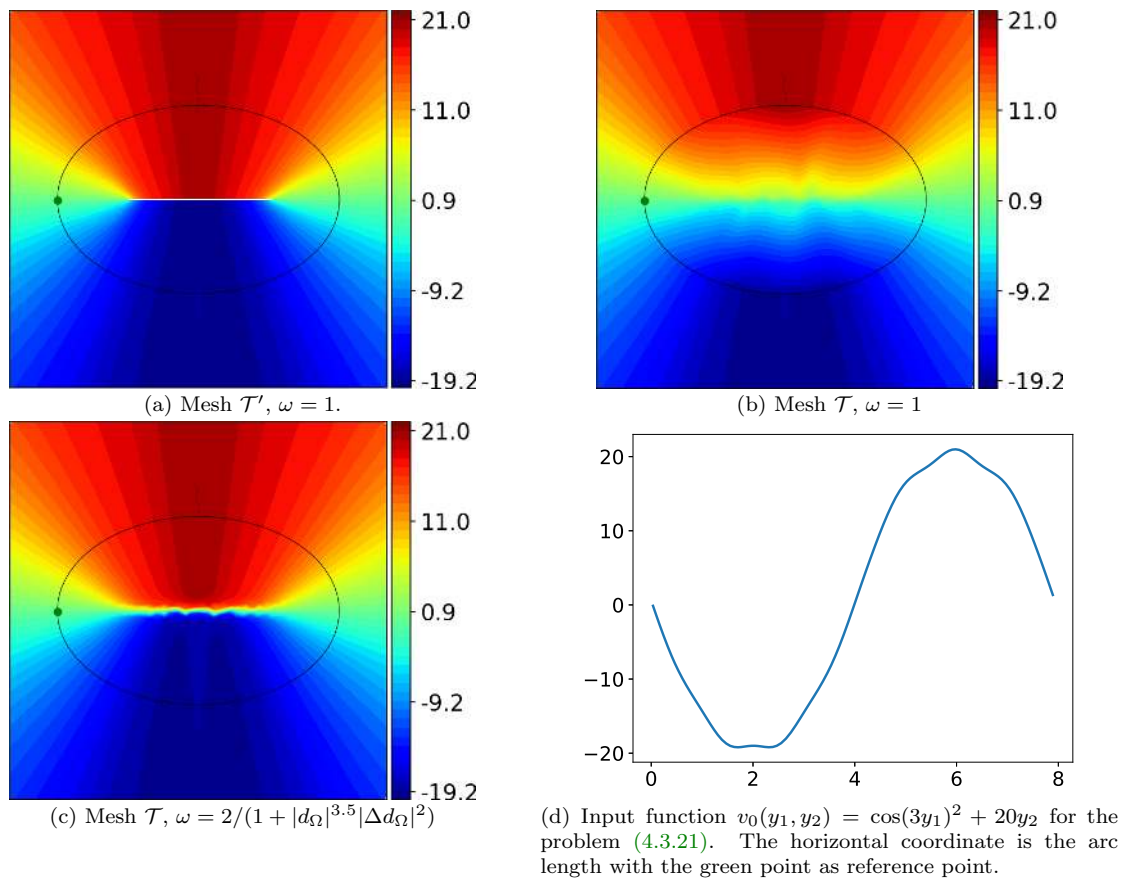 21.0
11.0
0.9
-9.2
-19.2
(a) Mesh 𝒯′, ω = 1.
21.0
11.0
0.9
-9.2
-19.2
(b) Mesh 𝒯, ω = 1
21.0
11.0
0.9
-9.2
-19.2
(c) Mesh 𝒯, ω = 2/(1 + |d_Ω|^{3.5}|Δd_Ω|^2)
20
10
0
−10
−20
0 2 4 6 8
(d) Input function v_0(y_1, y_2) = cos(3y_1)^2 + 20y_2 for the
problem (4.3.21). The horizontal coordinate is the arc
length with the green point as reference point.